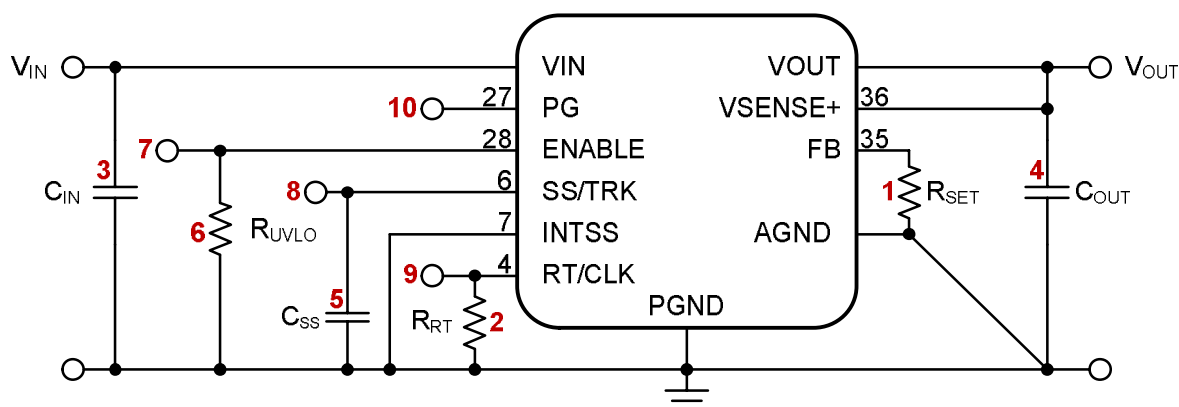 VIN VIN VOUT VOUT
10 27 PG VSENSE+ 36
7 28 ENABLE FB 35
3 CIN 8 6 SS/TRK 1 RSET 4 COUT
6 RUVLO 7 INTSS AGND
9 4 RT/CLK
5 CSS RRT 2 PGND